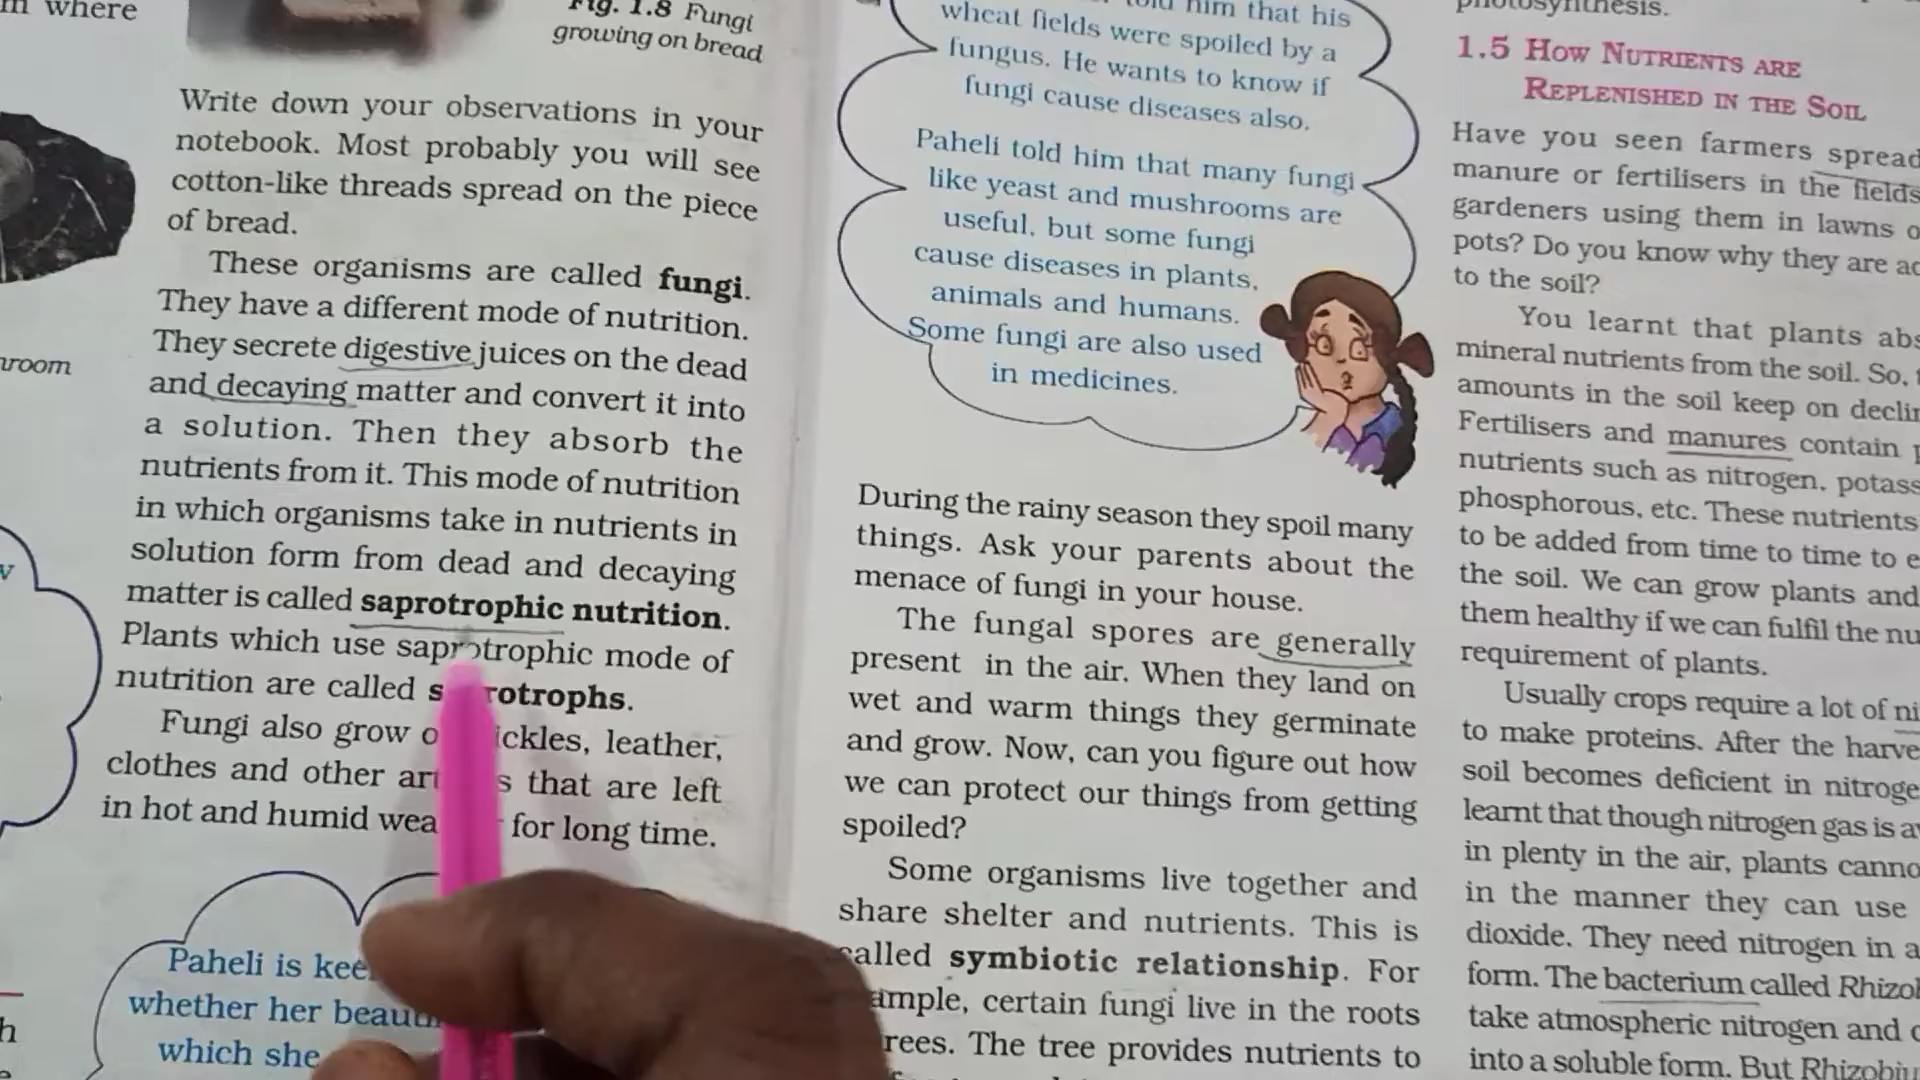 where
Fig. 1.8 Fungi
growing on bread
Write down your observations in your
notebook. Most probably you will see
cotton-like threads spread on the piece
of bread.
These organisms are called fungi.
They have a different mode of nutrition.
They secrete digestive juices on the dead
and decaying matter and convert it into
a solution. Then they absorb the
nutrients from it. This mode of nutrition
in which organisms take in nutrients in
solution form from dead and decaying
matter is called saprotrophic nutrition.
Plants which use saprotrophic mode of
nutrition are called rotrophs.
Fungi also grow ickles, leather,
clothes and other art s that are left
in hot and humid wea for long time.
Paheli is kee
whether her beau
which she
him that his
wheat fields were spoiled by a
fungus. He wants to know if
fungi cause diseases also.
Paheli told him that many fungi
like yeast and mushrooms are
useful, but some fungi
cause diseases in plants,
animals and humans.
Some fungi are also used
in medicines.
During the rainy season they spoil many
things. Ask your parents about the
menace of fungi in your house.
The fungal spores are generally
present in the air. When they land on
wet and warm things they germinate
and grow. Now, can you figure out how
we can protect our things from getting
spoiled?
Some organisms live together and
share shelter and nutrients. This is
called symbiotic relationship. For
ample, certain fungi live in the roots
rees. The tree provides nutrients to
photosynthesis.
1.5 How Nutrients are
Replenished in the Soil
Have you seen farmers spread
manure or fertilisers in the fields
gardeners using them in lawns o
pots? Do you know why they are ad
to the soil?
You learnt that plants abs
mineral nutrients from the soil. So,
amounts in the soil keep on declin
Fertilisers and manures contain p
nutrients such as nitrogen, potass
phosphorous, etc. These nutrients
to be added from time to time to e
the soil. We can grow plants and
them healthy if we can fulfil the nu
requirement of plants.
Usually crops require a lot of ni
to make proteins. After the harve
soil becomes deficient in nitroge
learnt that though nitrogen gas is av
in plenty in the air, plants canno
in the manner they can use
dioxide. They need nitrogen in a
form. The bacterium called Rhizob
take atmospheric nitrogen and c
into a soluble form. But Rhizobiu